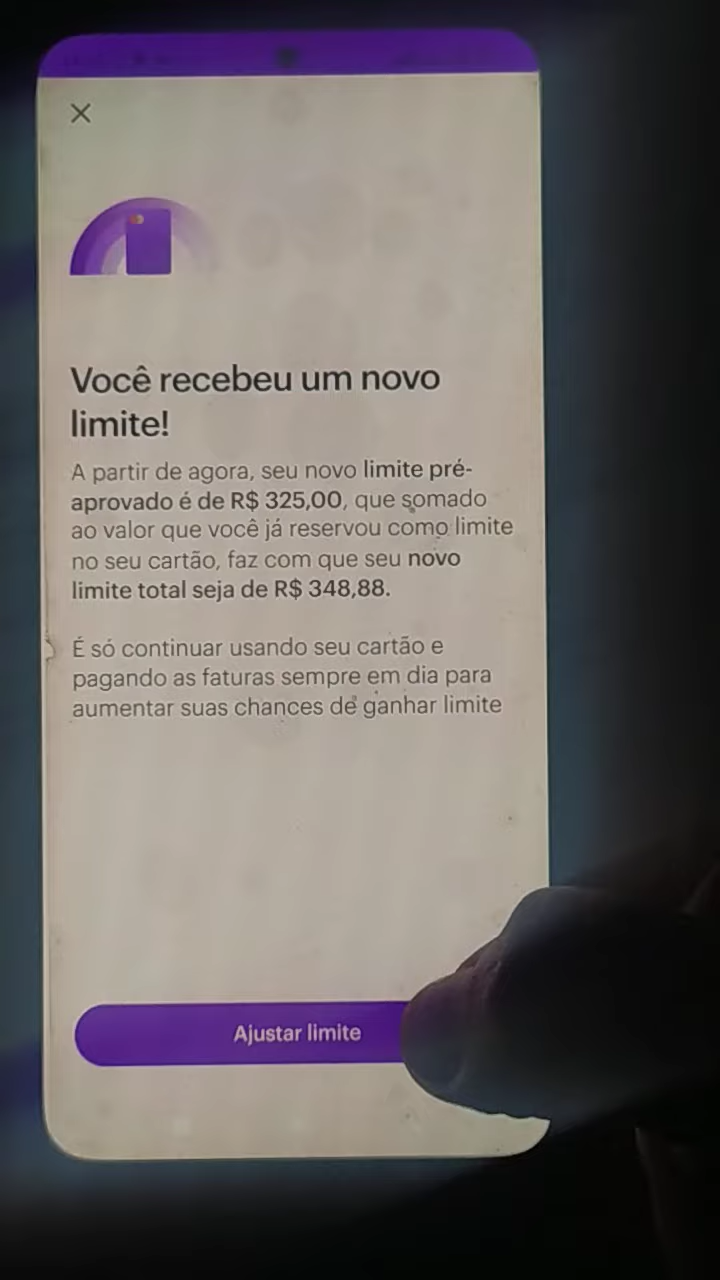 Você recebeu um novo
limite!
A partir de agora, seu novo limite pré-
aprovado é de R$ 325,00, que somado
ao valor que você já reservou como limite
no seu cartão, faz com que seu novo
limite total seja de R$ 348,88.
É só continuar usando seu cartão e
pagando as faturas sempre em dia para
aumentar suas chances de ganhar limite
Ajustar limite